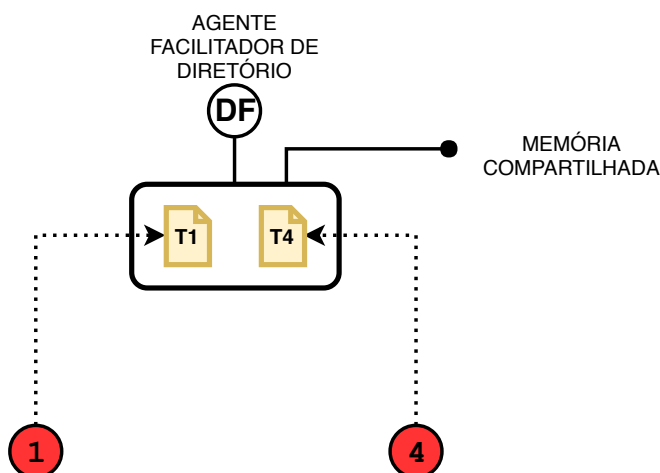 AGENTE
FACILITADOR DE
DIRETÓRIO
DF
MEMÓRIA
COMPARTILHADA
T1
T4
1
4